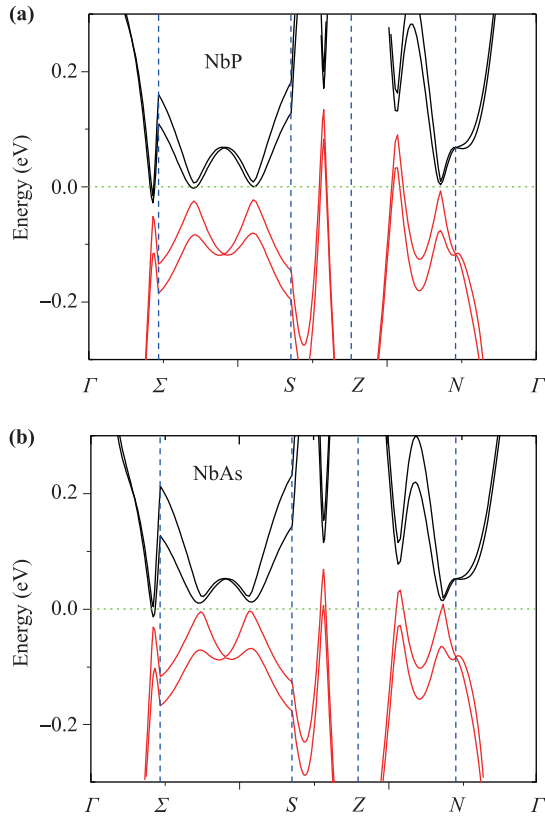 (a)
NbP
Energy (eV)
0.2
0.0
−0.2
Γ Σ S Z N Γ
(b)
NbAs
Energy (eV)
0.2
0.0
−0.2
Γ Σ S Z N Γ